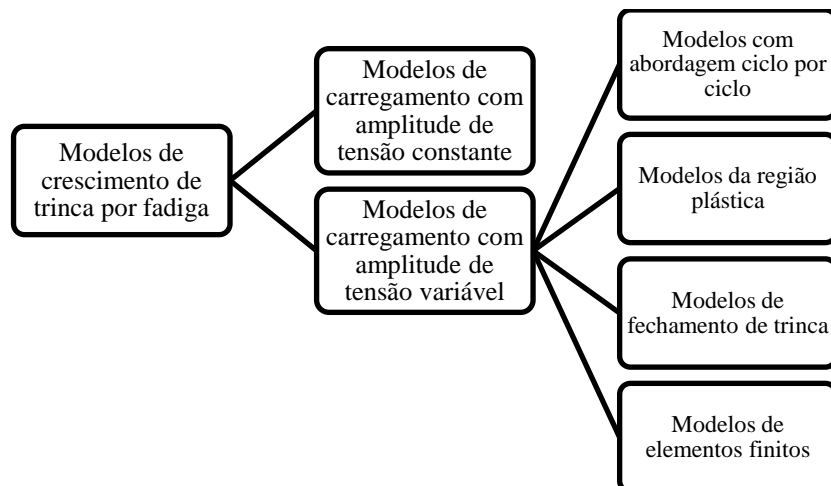 Modelos de
crescimento de
trinca por fadiga
Modelos de
carregamento com
amplitude de
tensão constante
Modelos de
carregamento com
amplitude de
tensão variável
Modelos com
abordagem ciclo por
ciclo
Modelos da região
plástica
Modelos de
fechamento de trinca
Modelos de
elementos finitos